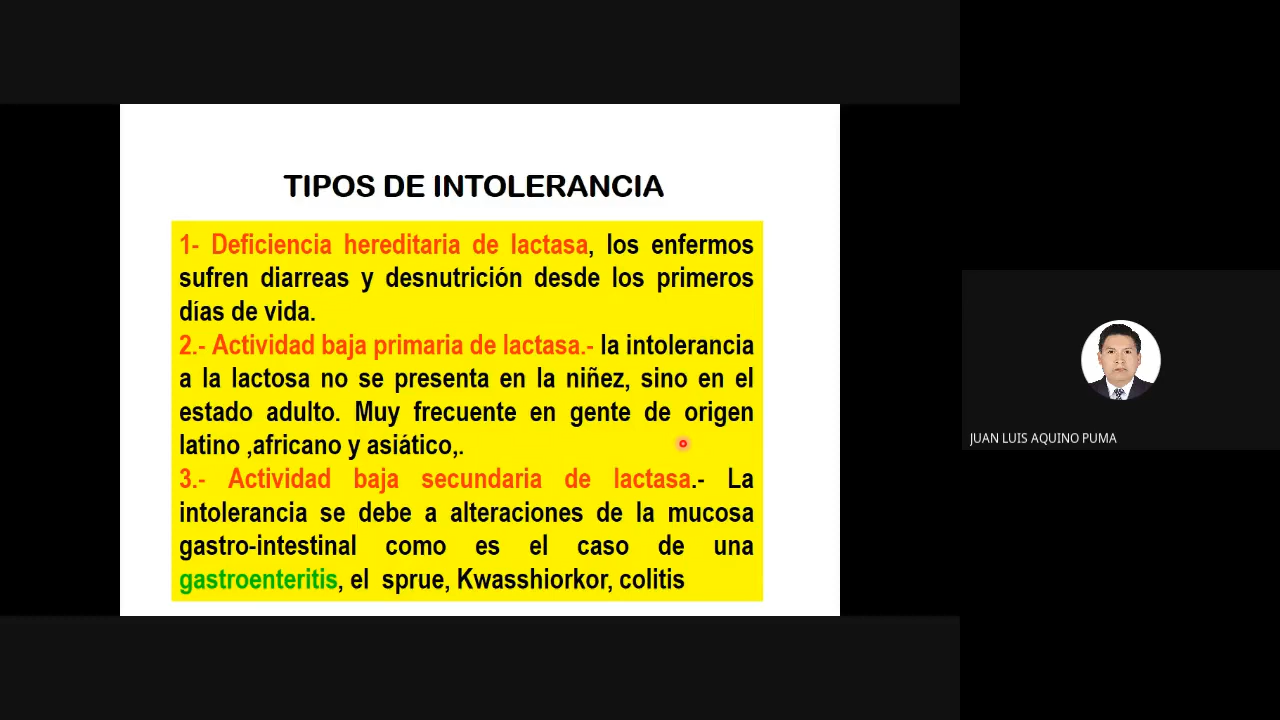 TIPOS DE INTOLERANCIA
1- Deficiencia hereditaria de lactasa, los enfermos
sufren diarreas y desnutrición desde los primeros
días de vida.
2.- Actividad baja primaria de lactasa.- la intolerancia
a la lactosa no se presenta en la niñez, sino en el
estado adulto. Muy frecuente en gente de origen
latino ,africano y asiático,.
3.- Actividad baja secundaria de lactasa.- La
intolerancia se debe a alteraciones de la mucosa
gastro-intestinal como es el caso de una
gastroenteritis, el sprue, Kwasshiorkor, colitis
JUAN LUIS AQUINO PUMA